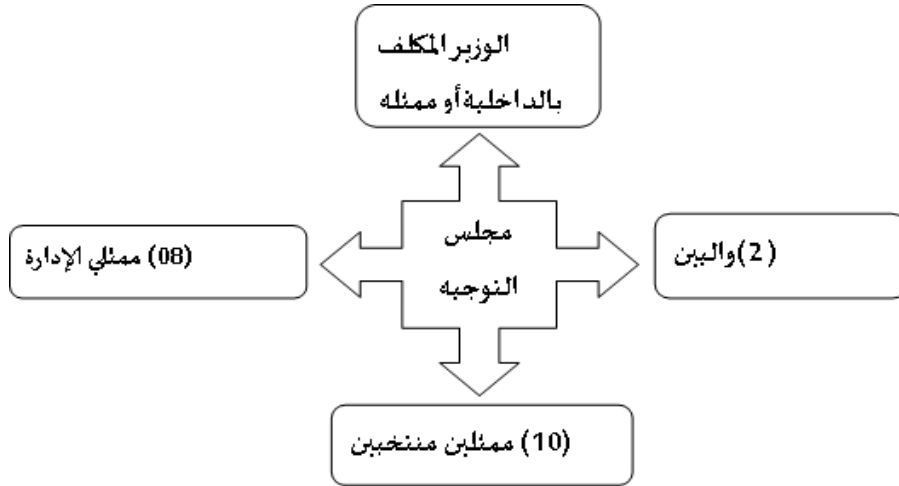 الوزير المكلف
بالداخلية أو ممثله
(08) ممثلي الإدارة
مجلس
التوجيه
(2) واليين
(10) ممثلين منتخبين